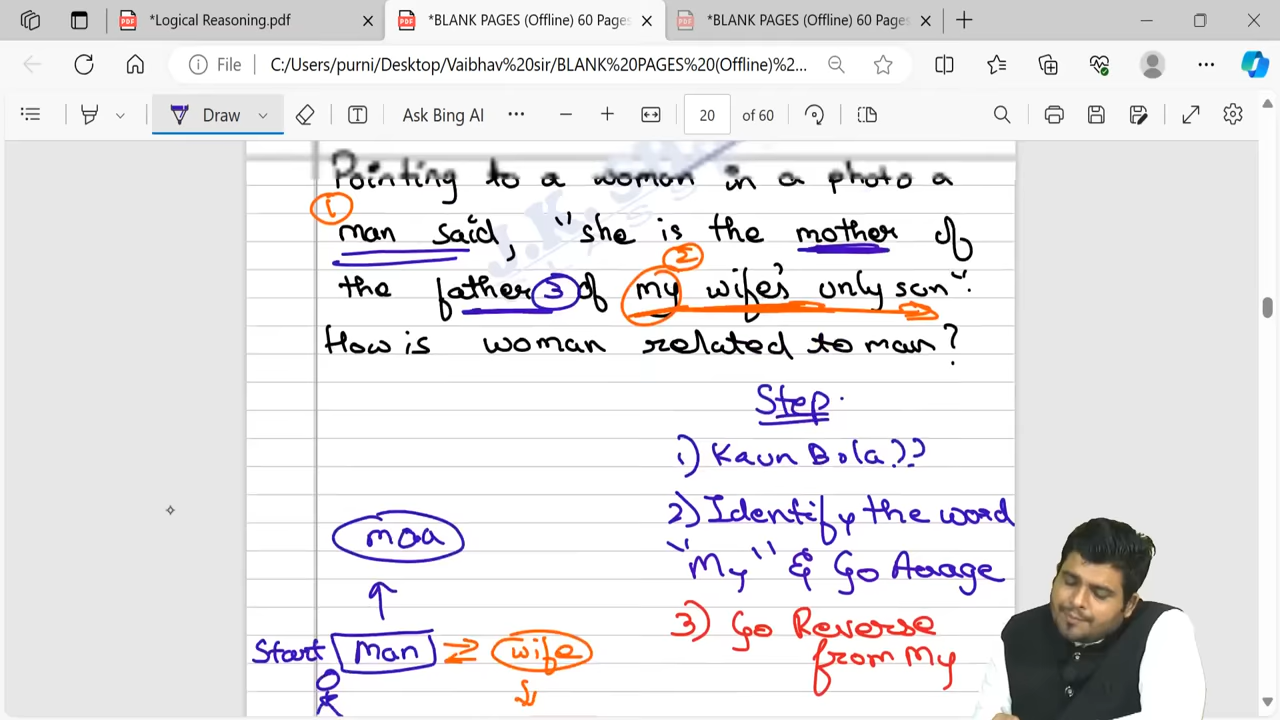 *Logical Reasoning.pdf
*BLANK PAGES (Offline) 60 Pages
*BLANK PAGES (Offline) 60 Page
File
C:/Users/purni/Desktop/Vaibhav%20sir/BLANK%20PAGES%20(Offline)%2...
Draw
Ask Bing AI
20
of 60
Pointing to a woman in a photo a
1
man said, "she is the mother of
2
the father 3 of my wife's only son".
How is woman related to man?
Step.
1) Kaun Bola??
2) Identify the word
"My" & Go Aaage
3) Go Reverse
from My
maa
Start Man ⇄ wife